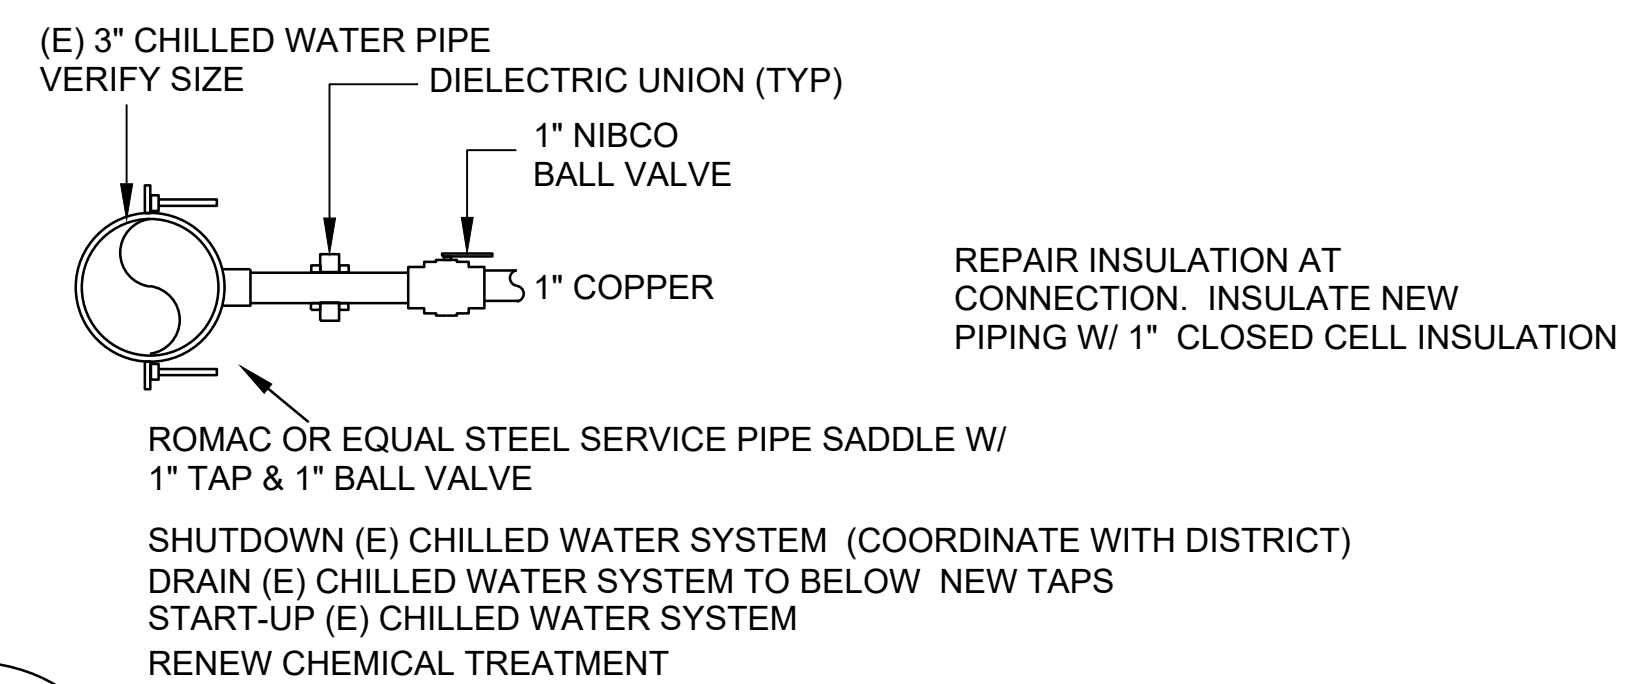 (E) 3" CHILLED WATER PIPE
VERIFY SIZE
DIELECTRIC UNION (TYP)
1" NIBCO
BALL VALVE
1" COPPER
REPAIR INSULATION AT
CONNECTION.  INSULATE NEW
PIPING W/ 1"  CLOSED CELL INSULATION
ROMAC OR EQUAL STEEL SERVICE PIPE SADDLE W/
1" TAP & 1" BALL VALVE
SHUTDOWN (E) CHILLED WATER SYSTEM  (COORDINATE WITH DISTRICT)
DRAIN (E) CHILLED WATER SYSTEM TO BELOW  NEW TAPS
START-UP (E) CHILLED WATER SYSTEM
RENEW CHEMICAL TREATMENT